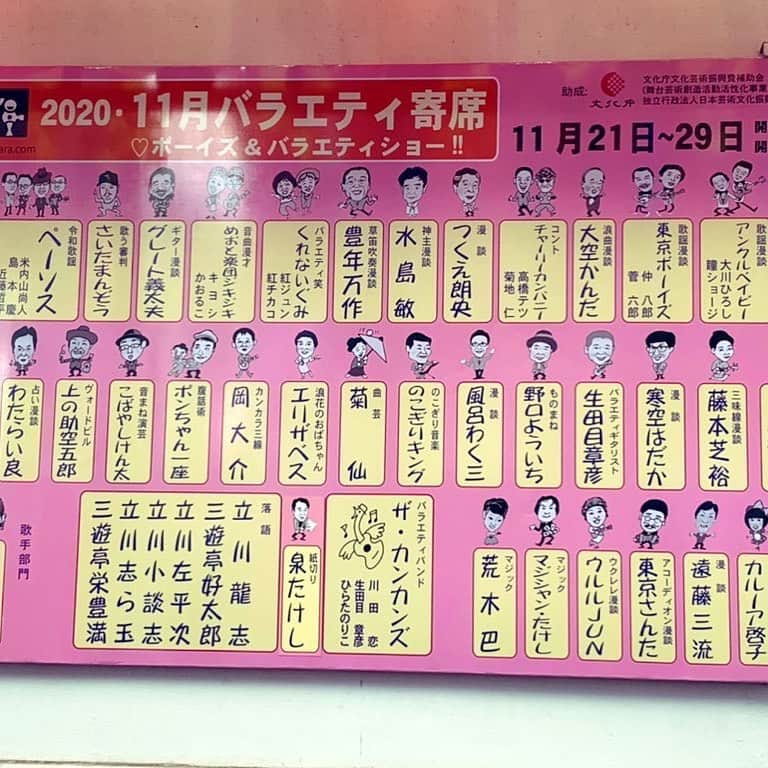 2020・11月バラエティ寄席
♡ボーイズ&バラエティショー!!
ara.com
助成:
文化庁
文化庁文化芸術振興費補助金
(舞台芸術創造活動活性化事業
独立行政法人日本芸術文化振
11月21日~29日
開
開
歌謡漫談
アンクルベイビー
大川ひろし
瞳ジョージ
歌謡漫談
東京ボーイズ
仲八郎
菅六郎
浪曲漫談
大空かんだ
コント
チャーリーカンパニー
高橋テツ
菊地仁
漫談
つくえ朗央
神主漫談
水島敏
草笛吹奏漫談
豊年万作
バラエティ笑
くれないぐみ
紅ジュン
紅チカコ
音曲漫才
めおと楽団ジキジキ
キヨシ
かおるこ
ギター漫談
グレート義太夫
歌う審判
さいたまんぞう
令和歌謡
ペーソス
米内山尚人
島本慶
近藤哲平
三味線漫談
藤本芝裕
漫談
寒空はだか
バラエティギタリスト
生田目章彦
ものまね
野口よういち
漫談
風呂わく三
のこぎり音楽
のこぎりキング
曲芸
菊仙
浪花のおばちゃん
エリザベス
カンカラ三線
岡大介
腹話術
ポンちゃん一座
音まね演芸
こばやしけん太
ヴォードビル
上の助空五郎
占い漫談
わたらい良
カルーア啓子
漫談
遠藤三流
アコーディオン漫談
東京さんた
ウクレレ漫談
ウルルJUN
マジック
マジシャン・たけし
マジック
荒木巴
バラエティバンド
ザ・カンカンズ
川田恋
生田目章彦
ひらたのりこ
紙切り
泉たけし
落語
立川龍志
三遊亭好太郎
立川左平次
立川小談志
立川志ら玉
三遊亭栄豊満
歌手部門